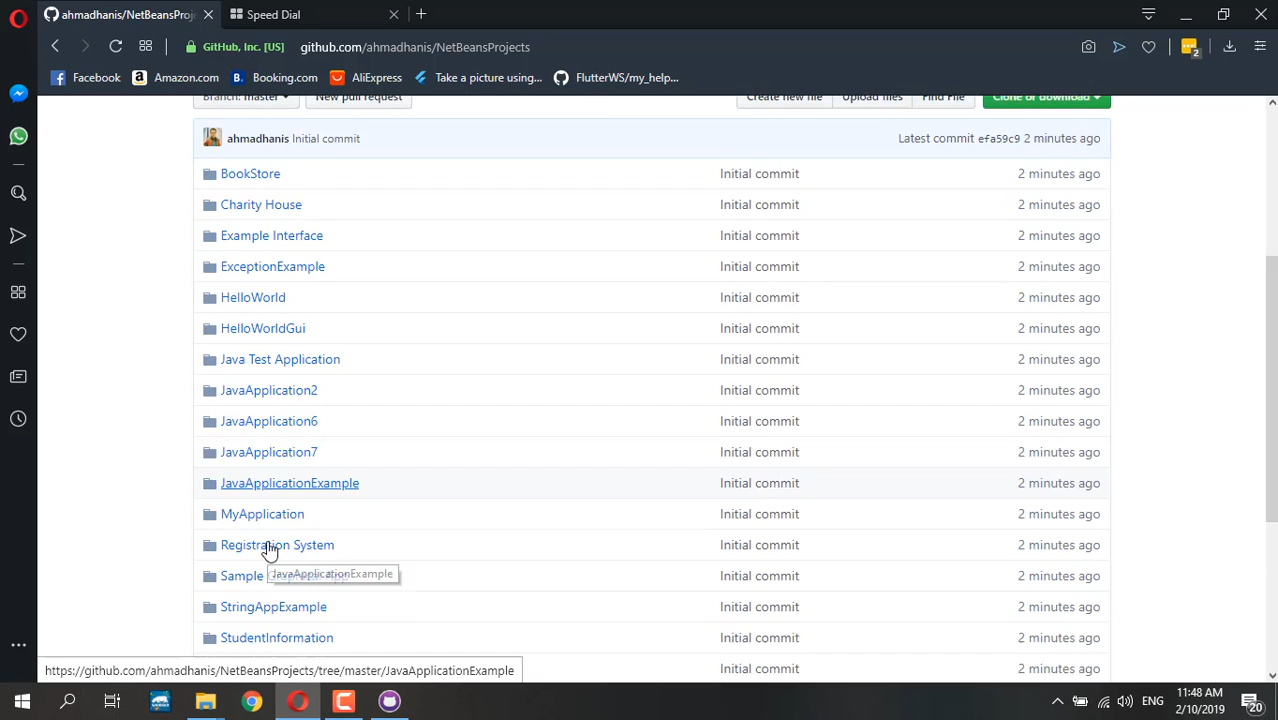 ahmadhanis/NetBeansProj
Speed Dial
GitHub, Inc. [US]
github.com/ahmadhanis/NetBeansProjects
2
Facebook
Amazon.com
Booking.com
AliExpress
Take a picture using...
FlutterWS/my_help...
Branch: master
New pull request
Create new file
Upload files
Find File
Clone or download
ahmadhanis Initial commit
Latest commit efa59c9 2 minutes ago
BookStore Initial commit 2 minutes ago
Charity House Initial commit 2 minutes ago
Example Interface Initial commit 2 minutes ago
ExceptionExample Initial commit 2 minutes ago
HelloWorld Initial commit 2 minutes ago
HelloWorldGui Initial commit 2 minutes ago
Java Test Application Initial commit 2 minutes ago
JavaApplication2 Initial commit 2 minutes ago
JavaApplication6 Initial commit 2 minutes ago
JavaApplication7 Initial commit 2 minutes ago
JavaApplicationExample Initial commit 2 minutes ago
MyApplication Initial commit 2 minutes ago
Registration System Initial commit 2 minutes ago
Sample Initial commit 2 minutes ago
JavaApplicationExample
StringAppExample Initial commit 2 minutes ago
StudentInformation Initial commit 2 minutes ago
Initial commit 2 minutes ago
https://github.com/ahmadhanis/NetBeansProjects/tree/master/JavaApplicationExample
ENG
11:48 AM
2/10/2019
20